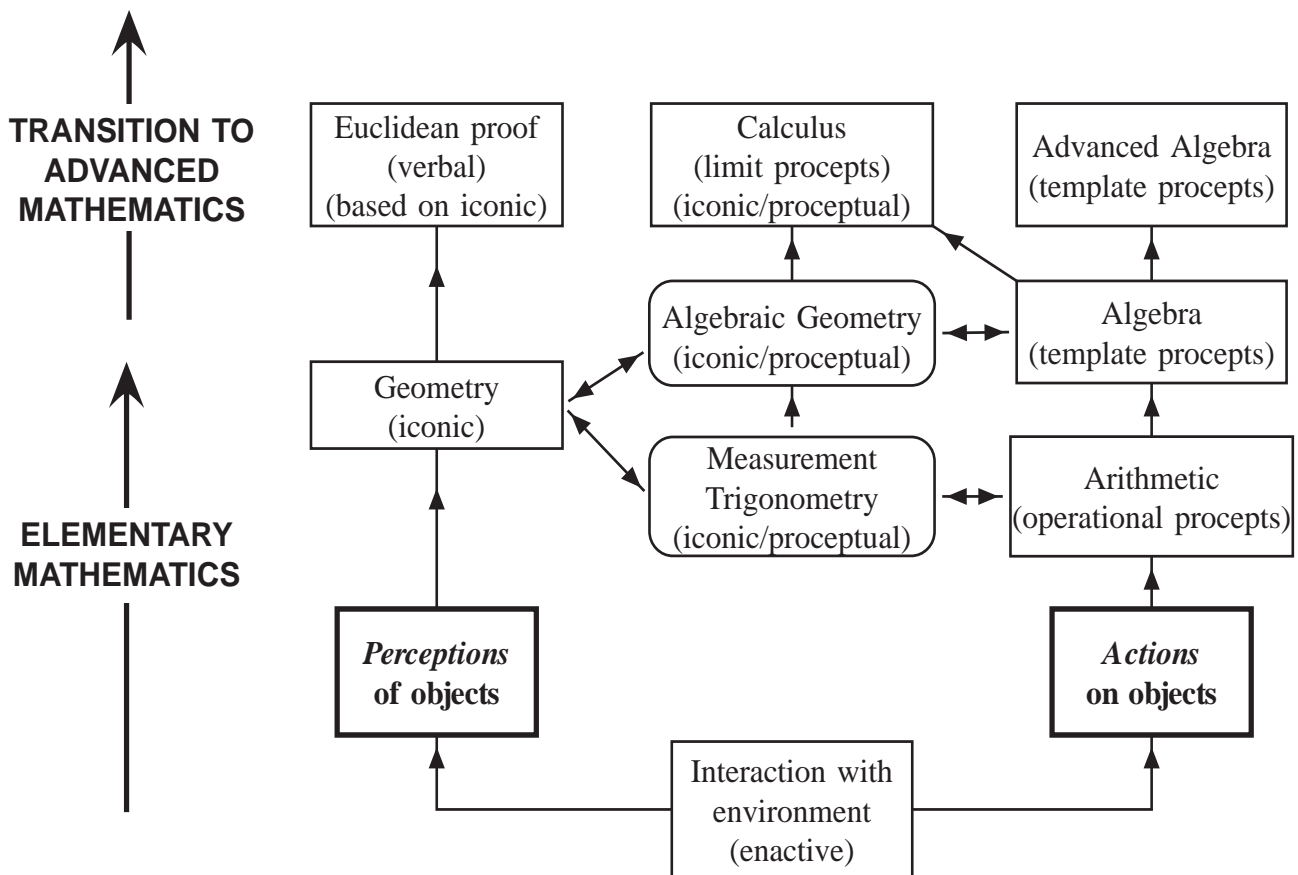 TRANSITION TO
ADVANCED
MATHEMATICS
Euclidean proof
(verbal)
(based on iconic)
Calculus
(limit procepts)
(iconic/proceptual)
Advanced Algebra
(template procepts)
Algebraic Geometry
(iconic/proceptual)
Algebra
(template procepts)
Geometry
(iconic)
Measurement
Trigonometry
(iconic/proceptual)
Arithmetic
(operational procepts)
ELEMENTARY
MATHEMATICS
Perceptions
of objects
Actions
on objects
Interaction with
environment
(enactive)